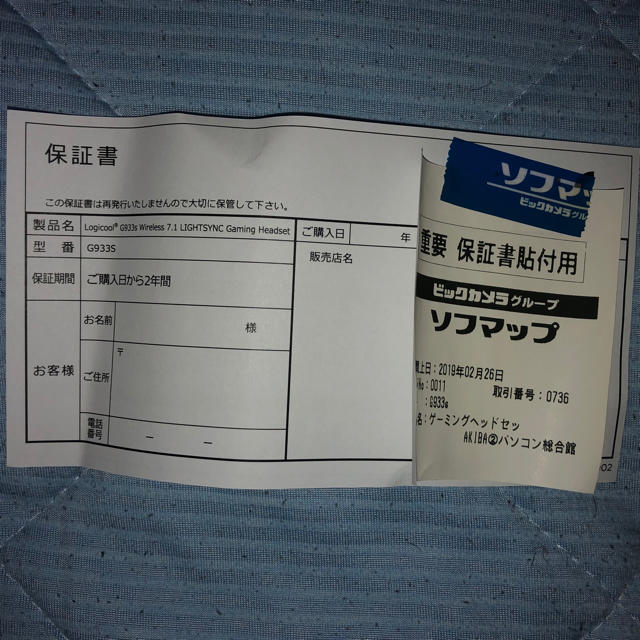 保証書
この保証書は再発行いたしませんので大切に保管して下さい。
製品名 Logicool® G933s Wireless 7.1 LIGHTSYNC Gaming Headset
型番 G933S
保証期間 ご購入日から2年間
お客様
お名前 様
ご住所 〒
電話番号 － －
ご購入日 年
販売店名
ソフマッ
ビックカメラグルー
重要 保証書貼付用
ビックカメラグループ
ソフマップ
上日:2019年02月26日
No:0011 取引番号:0736
:G933s
名:ゲーミングヘッドセッ
AKIBA②パソコン総合館
02